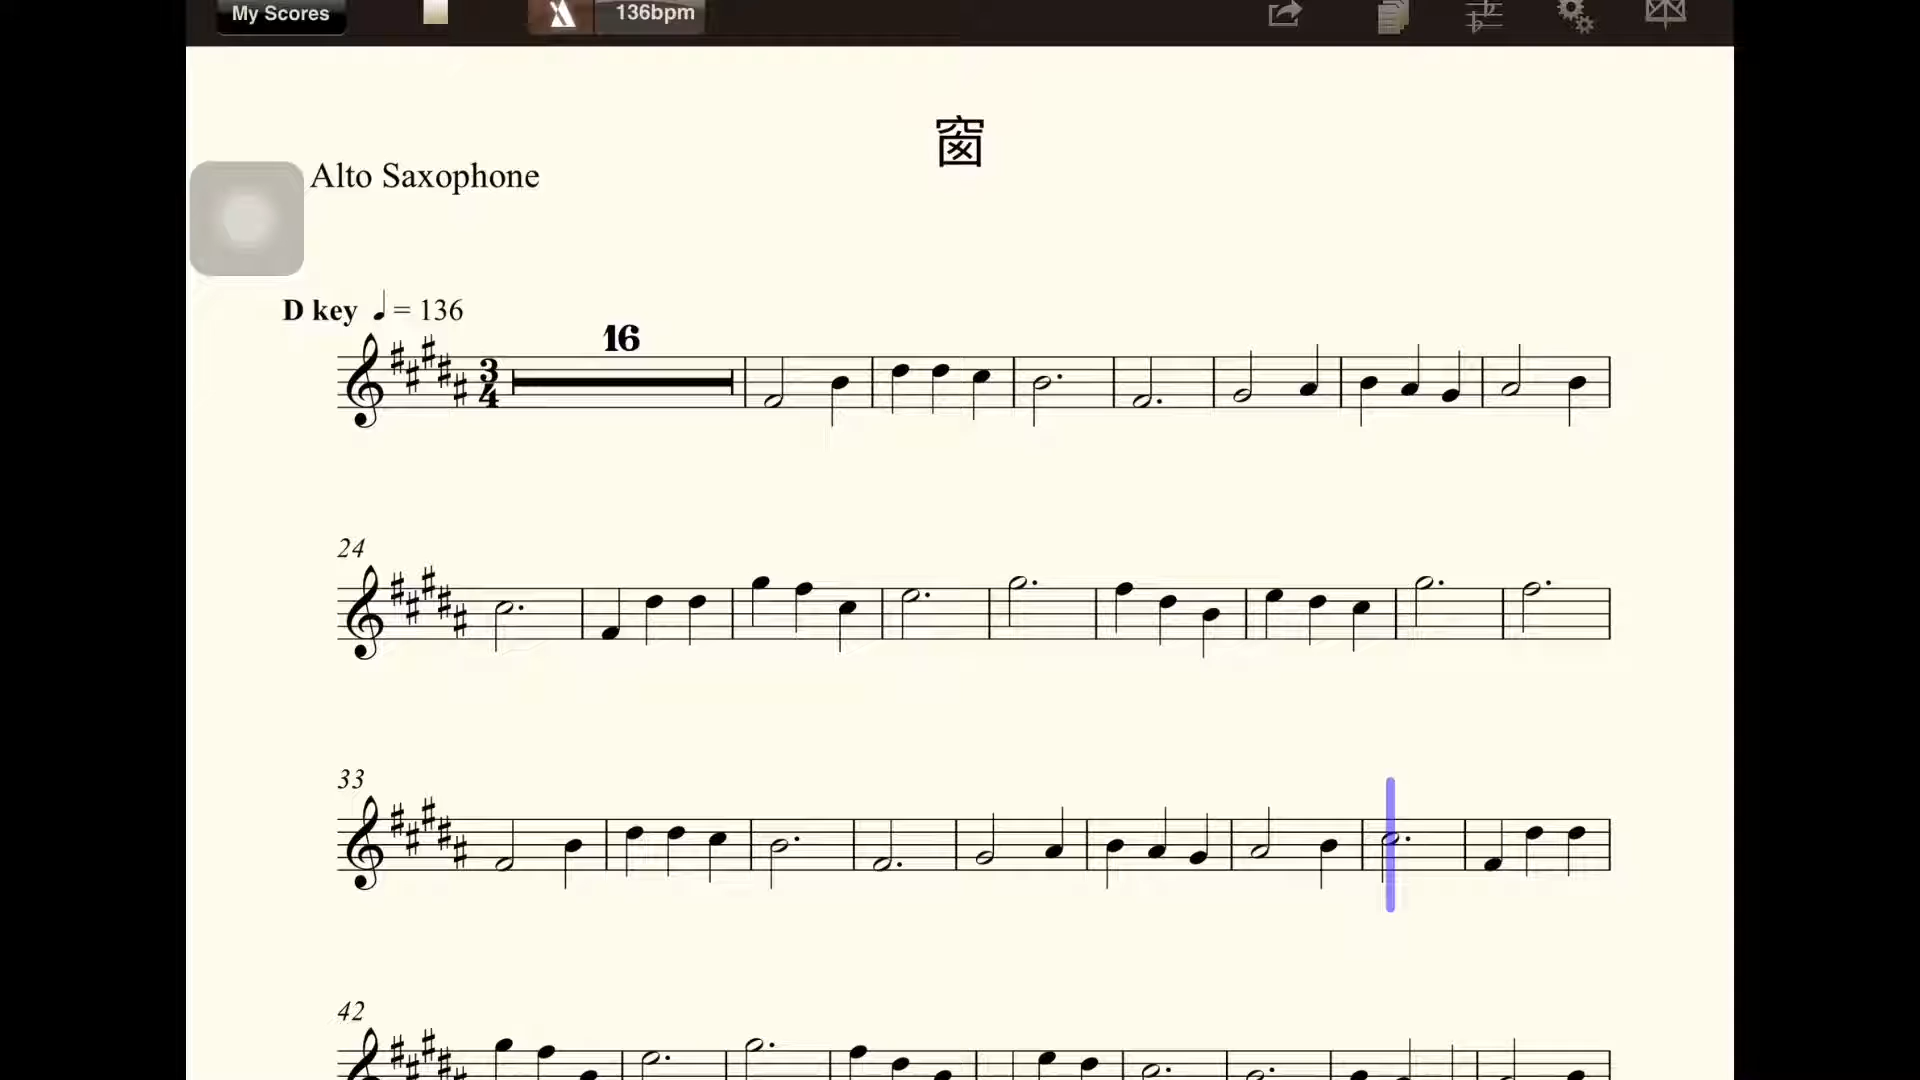 My Scores 136bpm
窗
Alto Saxophone
D key ♩ = 136
16
3
4
24
33
42